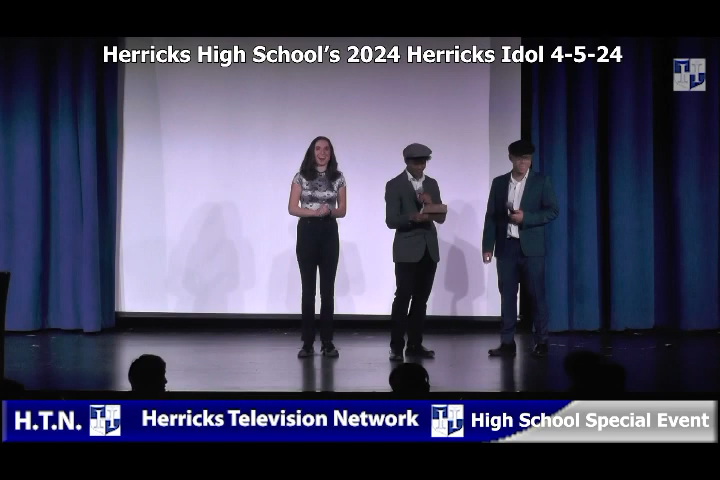 Herricks High School's 2024 Herricks Idol 4-5-24
H.T.N. Herricks Television Network High School Special Event